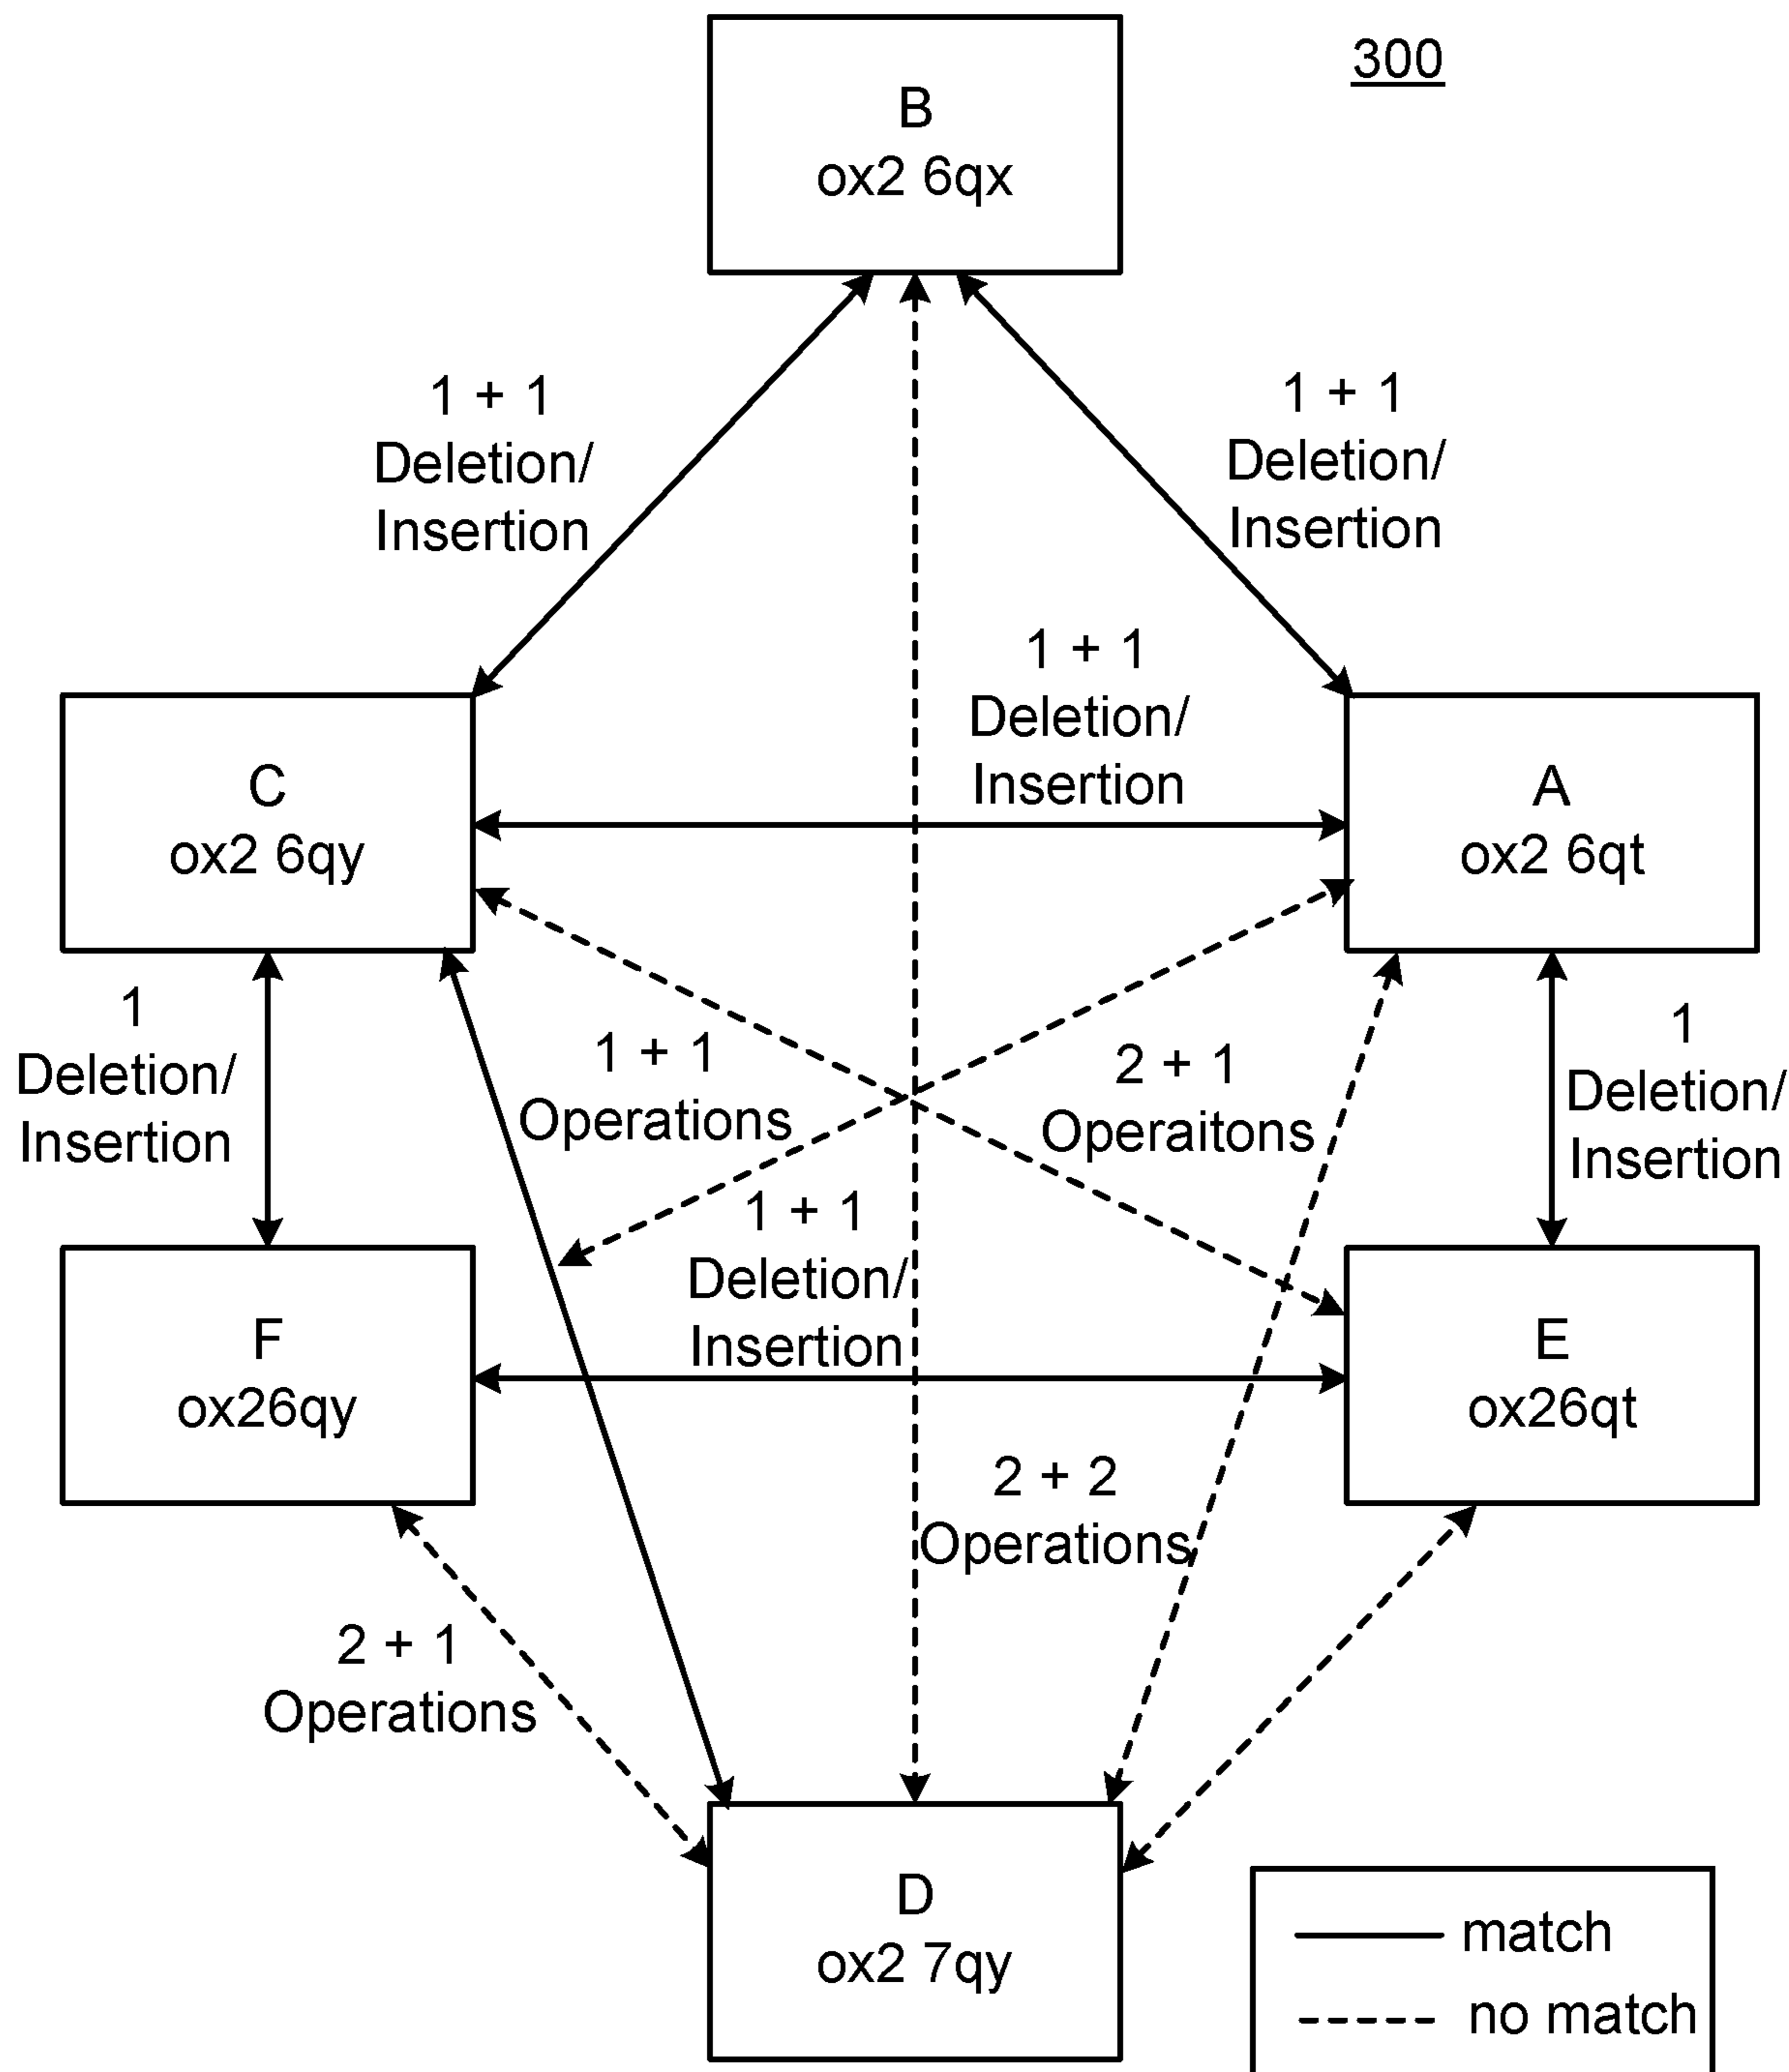 300
B
ox2 6qx
1 + 1
Deletion/
Insertion
1 + 1
Deletion/
Insertion
1 + 1
Deletion/
Insertion
C
ox2 6qy
A
ox2 6qt
1
Deletion/
Insertion
1 + 1
Operations
2 + 1
Operaitons
1
Deletion/
Insertion
1 + 1
Deletion/
Insertion
F
ox26qy
E
ox26qt
2 + 2
Operations
2 + 1
Operations
D
ox2 7qy
match
no match